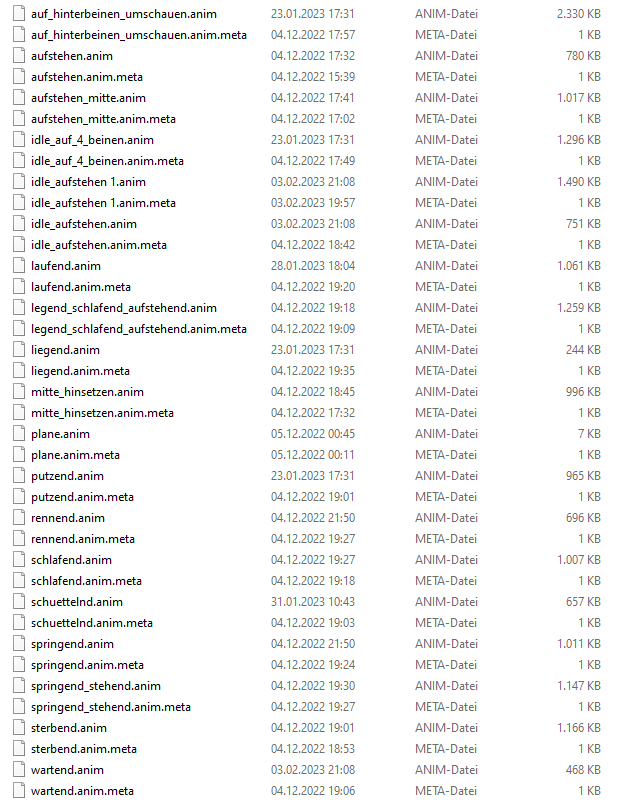 auf_hinterbeinen_umschauen.anim 23.01.2023 17:31 ANIM-Datei 2.330 KB
auf_hinterbeinen_umschauen.anim.meta 04.12.2022 17:57 META-Datei 1 KB
aufstehen.anim 04.12.2022 17:32 ANIM-Datei 780 KB
aufstehen.anim.meta 04.12.2022 15:39 META-Datei 1 KB
aufstehen_mitte.anim 04.12.2022 17:41 ANIM-Datei 1.017 KB
aufstehen_mitte.anim.meta 04.12.2022 17:02 META-Datei 1 KB
idle_auf_4_beinen.anim 23.01.2023 17:31 ANIM-Datei 1.296 KB
idle_auf_4_beinen.anim.meta 04.12.2022 17:49 META-Datei 1 KB
idle_aufstehen 1.anim 03.02.2023 21:08 ANIM-Datei 1.490 KB
idle_aufstehen 1.anim.meta 03.02.2023 19:57 META-Datei 1 KB
idle_aufstehen.anim 03.02.2023 21:08 ANIM-Datei 751 KB
idle_aufstehen.anim.meta 04.12.2022 18:42 META-Datei 1 KB
laufend.anim 28.01.2023 18:04 ANIM-Datei 1.061 KB
laufend.anim.meta 04.12.2022 19:20 META-Datei 1 KB
legend_schlafend_aufstehend.anim 04.12.2022 19:18 ANIM-Datei 1.259 KB
legend_schlafend_aufstehend.anim.meta 04.12.2022 19:09 META-Datei 1 KB
liegend.anim 23.01.2023 17:31 ANIM-Datei 244 KB
liegend.anim.meta 04.12.2022 19:35 META-Datei 1 KB
mitte_hinsetzen.anim 04.12.2022 18:45 ANIM-Datei 996 KB
mitte_hinsetzen.anim.meta 04.12.2022 17:32 META-Datei 1 KB
plane.anim 05.12.2022 00:45 ANIM-Datei 7 KB
plane.anim.meta 05.12.2022 00:11 META-Datei 1 KB
putzend.anim 23.01.2023 17:31 ANIM-Datei 965 KB
putzend.anim.meta 04.12.2022 19:01 META-Datei 1 KB
rennend.anim 04.12.2022 21:50 ANIM-Datei 696 KB
rennend.anim.meta 04.12.2022 19:27 META-Datei 1 KB
schlafend.anim 04.12.2022 19:27 ANIM-Datei 1.007 KB
schlafend.anim.meta 04.12.2022 19:18 META-Datei 1 KB
schuettelnd.anim 31.01.2023 10:43 ANIM-Datei 657 KB
schuettelnd.anim.meta 04.12.2022 19:03 META-Datei 1 KB
springend.anim 04.12.2022 21:50 ANIM-Datei 1.011 KB
springend.anim.meta 04.12.2022 19:24 META-Datei 1 KB
springend_stehend.anim 04.12.2022 19:30 ANIM-Datei 1.147 KB
springend_stehend.anim.meta 04.12.2022 19:27 META-Datei 1 KB
sterbend.anim 04.12.2022 19:01 ANIM-Datei 1.166 KB
sterbend.anim.meta 04.12.2022 18:53 META-Datei 1 KB
wartend.anim 03.02.2023 21:08 ANIM-Datei 468 KB
wartend.anim.meta 04.12.2022 19:06 META-Datei 1 KB